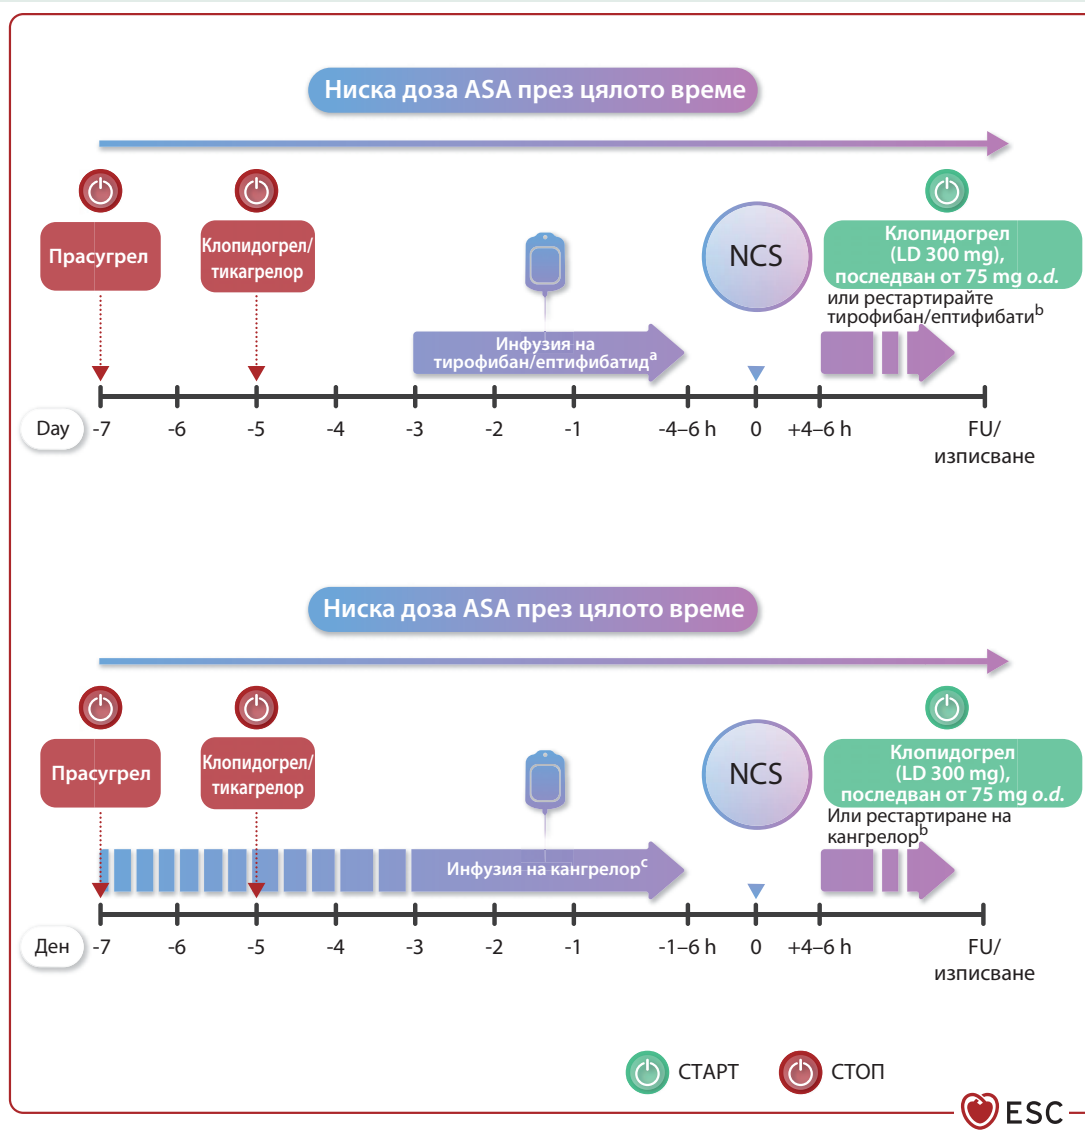 Ниска доза ASA през цялото време
Прасугрел
Клопидогрел/
тикагрелор
NCS
Клопидогрел
(LD 300 mg),
последван от 75 mg o.d.
или рестартирайте
тирофибан/ептифибати^b
Инфузия на
тирофибан/ептифибатид^a
Day -7 -6 -5 -4 -3 -2 -1 -4–6 h 0 +4–6 h FU/
изписване
Ниска доза ASA през цялото време
Прасугрел
Клопидогрел/
тикагрелор
NCS
Клопидогрел
(LD 300 mg),
последван от 75 mg o.d.
Или рестартиране на
кангрелор^b
Инфузия на кангрелор^c
Ден -7 -6 -5 -4 -3 -2 -1 -1–6 h 0 +4–6 h FU/
изписване
СТАРТ СТОП
ESC